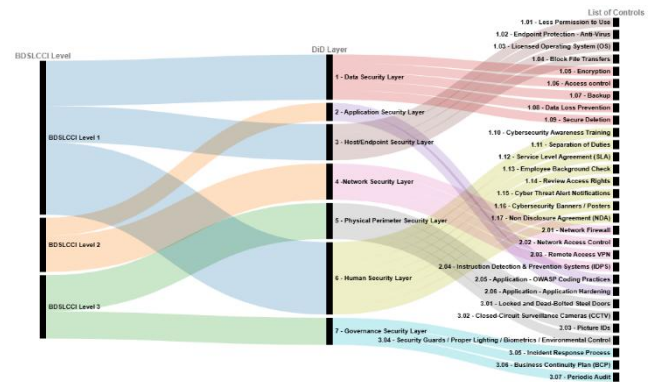 BDSLCCI Level
DiD Layer
List of Controls
BDSLCCI Level 1
BDSLCCI Level 2
BDSLCCI Level 3
1 - Data Security Layer
2 - Application Security Layer
3 - Host/Endpoint Security Layer
4 -Network Security Layer
5 - Physical Perimeter Security Layer
6 - Human Security Layer
7 - Governance Security Layer
1.01 - Less Permission to Use
1.02 - Endpoint Protection - Anti-Virus
1.03 - Licensed Operating System (OS)
1.04 - Block File Transfers
1.05 - Encryption
1.06 - Access control
1.07 - Backup
1.08 - Data Loss Prevention
1.09 - Secure Deletion
1.10 - Cybersecurity Awareness Training
1.11 - Separation of Duties
1.12 - Service Level Agreement (SLA)
1.13 - Employee Background Check
1.14 - Review Access Rights
1.15 - Cyber Threat Alert Notifications
1.16 - Cybersecurity Banners / Posters
1.17 - Non Disclosure Agreement (NDA)
2.01 - Network Firewall
2.02 - Network Access Control
2.03 - Remote Access VPN
2.04 - Instruction Detection & Prevention Systems (IDPS)
2.05 - Application - OWASP Coding Practices
2.06 - Application - Application Hardening
3.01 - Locked and Dead-Bolted Steel Doors
3.02 - Closed-Circuit Surveillance Cameras (CCTV)
3.03 - Picture IDs
3.04 - Security Guards / Proper Lighting / Biometrics / Environmental Control
3.05 - Incident Response Process
3.06 - Business Continuity Plan (BCP)
3.07 - Periodic Audit